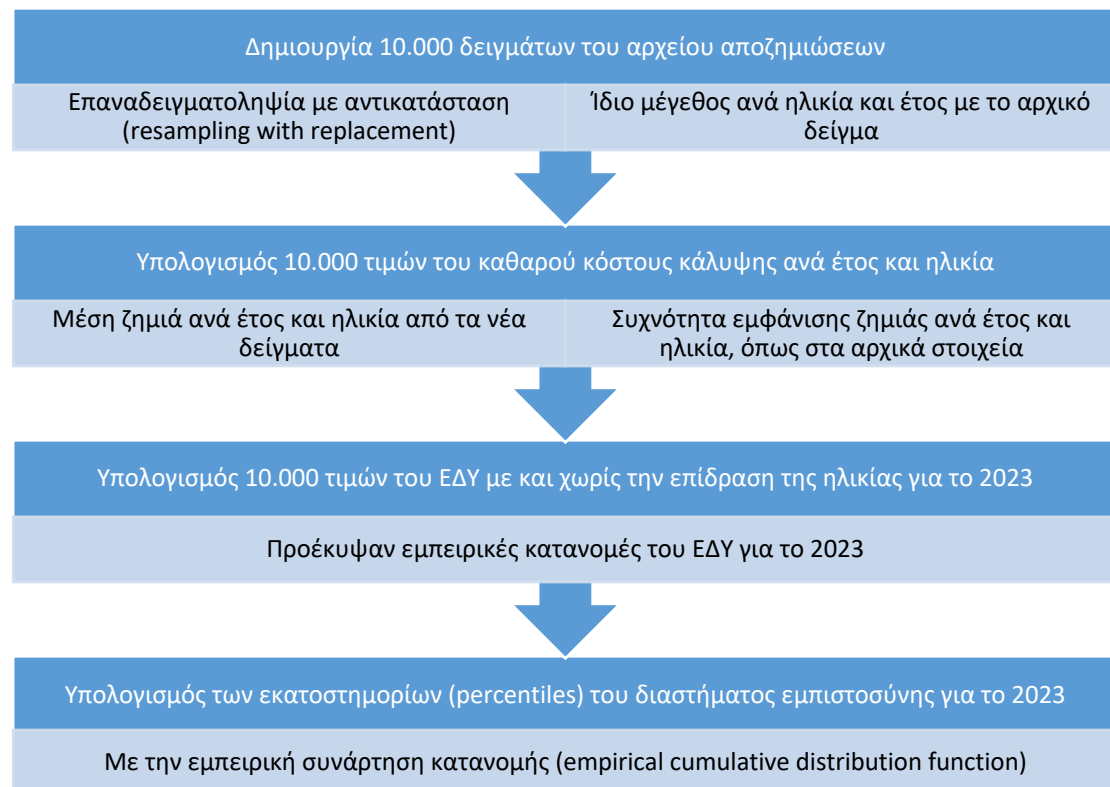 Δημιουργία 10.000 δειγμάτων του αρχείου αποζημιώσεων
Επαναδειγματοληψία με αντικατάσταση
(resampling with replacement)
Ίδιο μέγεθος ανά ηλικία και έτος με το αρχικό
δείγμα
Υπολογισμός 10.000 τιμών του καθαρού κόστους κάλυψης ανά έτος και ηλικία
Μέση ζημιά ανά έτος και ηλικία από τα νέα
δείγματα
Συχνότητα εμφάνισης ζημιάς ανά έτος και
ηλικία, όπως στα αρχικά στοιχεία
Υπολογισμός 10.000 τιμών του ΕΔΥ με και χωρίς την επίδραση της ηλικίας για το 2023
Προέκυψαν εμπειρικές κατανομές του ΕΔΥ για το 2023
Υπολογισμός των εκατοστημορίων (percentiles) του διαστήματος εμπιστοσύνης για το 2023
Με την εμπειρική συνάρτηση κατανομής (empirical cumulative distribution function)